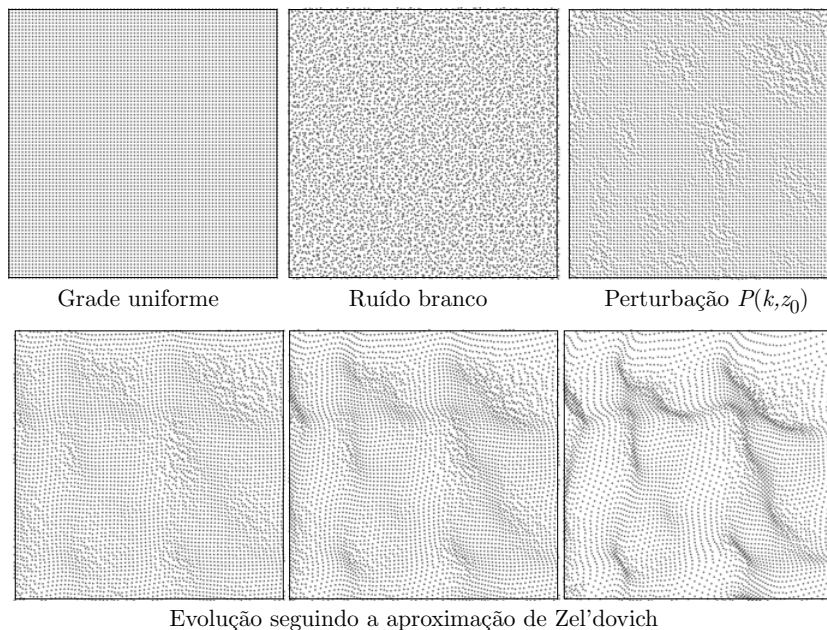 Grade uniforme
Ruído branco
Perturbação P(k,z0)
Evolução seguindo a aproximação de Zel'dovich